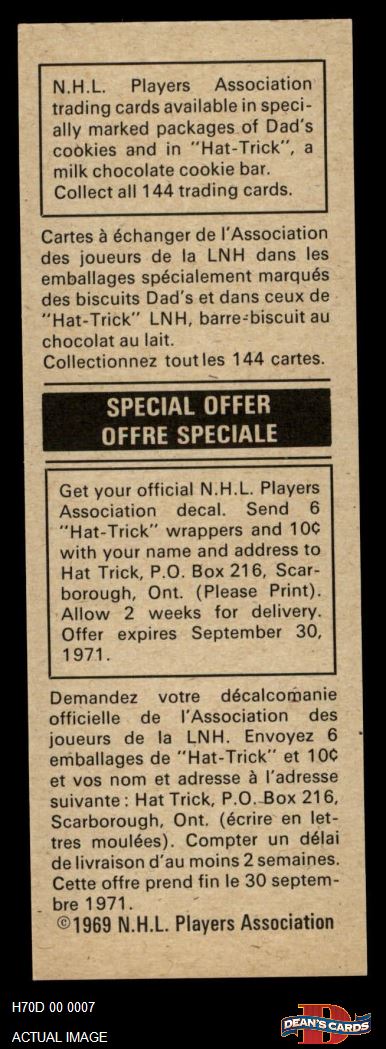 N.H.L. Players Association
trading cards available in speci-
ally marked packages of Dad's
cookies and in "Hat-Trick", a
milk chocolate cookie bar.
Collect all 144 trading cards.
Cartes à échanger de l'Association
des joueurs de la LNH dans les
emballages spécialement marqués
des biscuits Dad's et dans ceux de
"Hat-Trick" LNH, barre-biscuit au
chocolat au lait.
Collectionnez toutles 144 cartes.
SPECIAL OFFER
OFFRE SPECIALE
Get your official N.H.L. Players
Association decal. Send 6
"Hat-Trick" wrappers and 10¢
with your name and address to
Hat Trick, P.O. Box 216, Scar-
borough, Ont. (Please Print).
Allow 2 weeks for delivery.
Offer expires September 30,
1971.
Demandez votre décalcomanie
officielle de l'Association des
joueurs de la LNH. Envoyez 6
emballages de "Hat-Trick" et 10¢
et vos nom et adresse à l'adresse
suivante: Hat Trick, P.O. Box 216,
Scarborough, Ont. (écrire en let-
tres moulées). Compter un délai
de livraison d'au moins 2 semaines.
Cette offre prend fin le 30 septem-
bre 1971.
©1969 N.H.L. Players Association
H70D 00 0007
ACTUAL IMAGE
D
DEAN'S CARDS